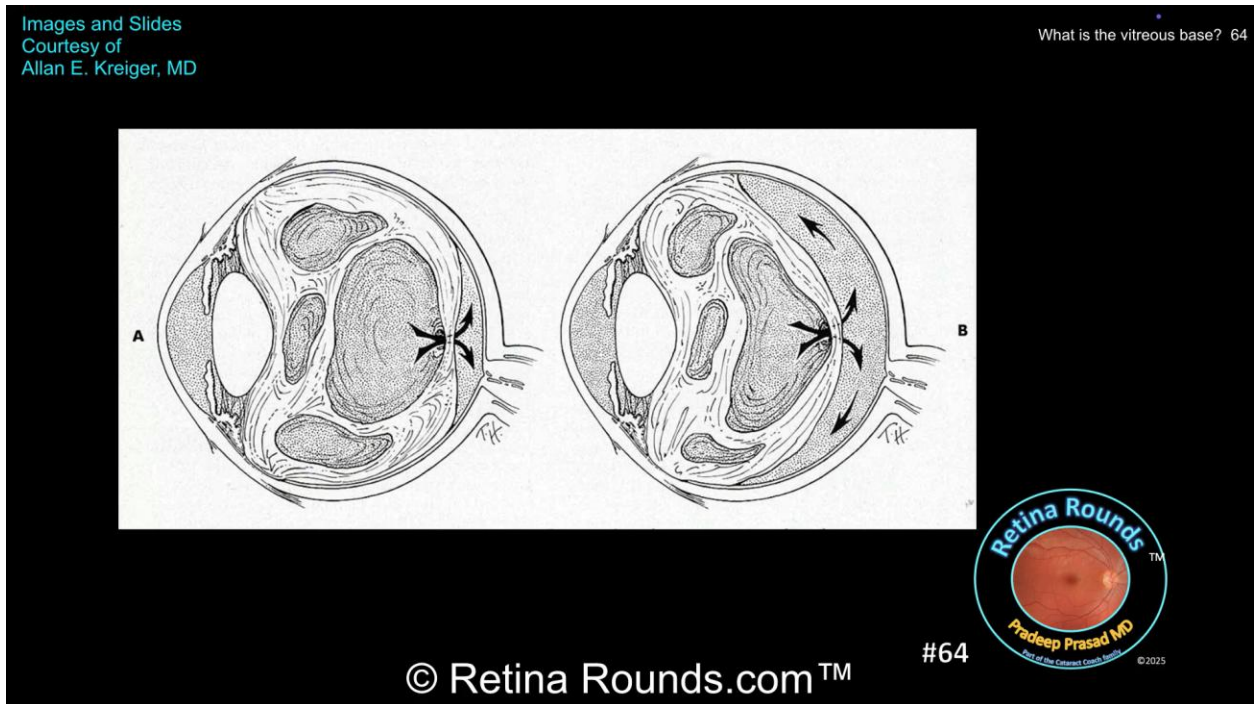 Images and Slides
Courtesy of
Allan E. Kreiger, MD
What is the vitreous base? 64
A
B
T.H.
T.H.
Retina Rounds
TM
Pradeep Prasad MD
Part of the Cataract Coach family
©2025
#64
© Retina Rounds.com™